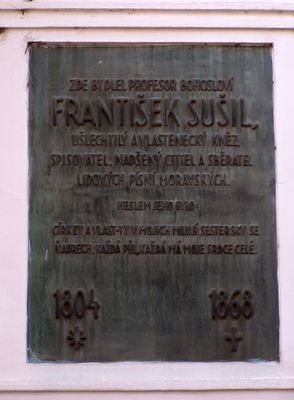 ZDE BYDLEL PROFESOR BOHOSLOVÍ
FRANTIŠEK SUŠIL,
UŠLECHTILÝ A VLASTENECKÝ KNĚZ,
SPISOVATEL, NADŠENÝ CTITEL A SBĚRATEL
LIDOVÝCH PÍSNÍ MORAVSKÝCH.
HESLEM JEHO BYLO:
CÍRKEV A VLAST-TY V MOJICH MILUJÍ SESTERSKY SE
ŇADRECH, KAŽDÁ PŮL, KAŽDÁ MÁ MOJE SRDCE CELÉ.
1804 1868